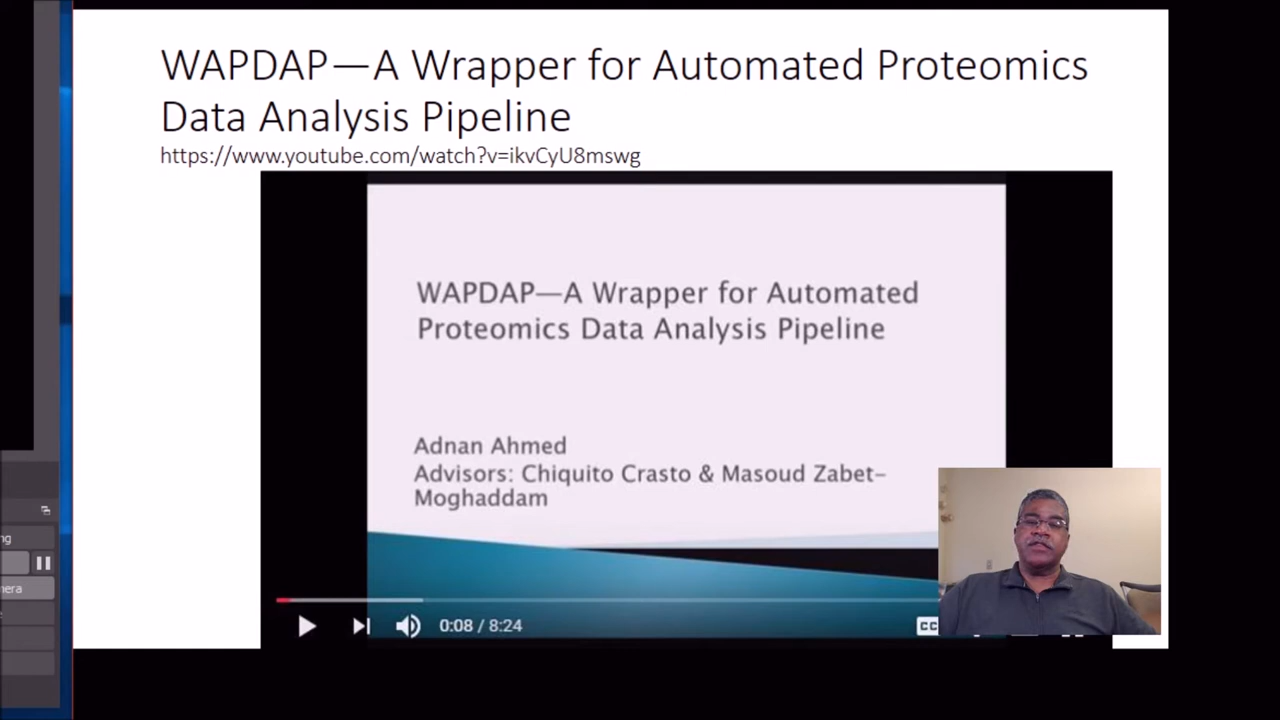 WAPDAP—A Wrapper for Automated Proteomics
Data Analysis Pipeline
https://www.youtube.com/watch?v=ikvCyU8mswg
WAPDAP—A Wrapper for Automated
Proteomics Data Analysis Pipeline
Adnan Ahmed
Advisors: Chiquito Crasto & Masoud Zabet-
Moghaddam
0:08 / 8:24
CC